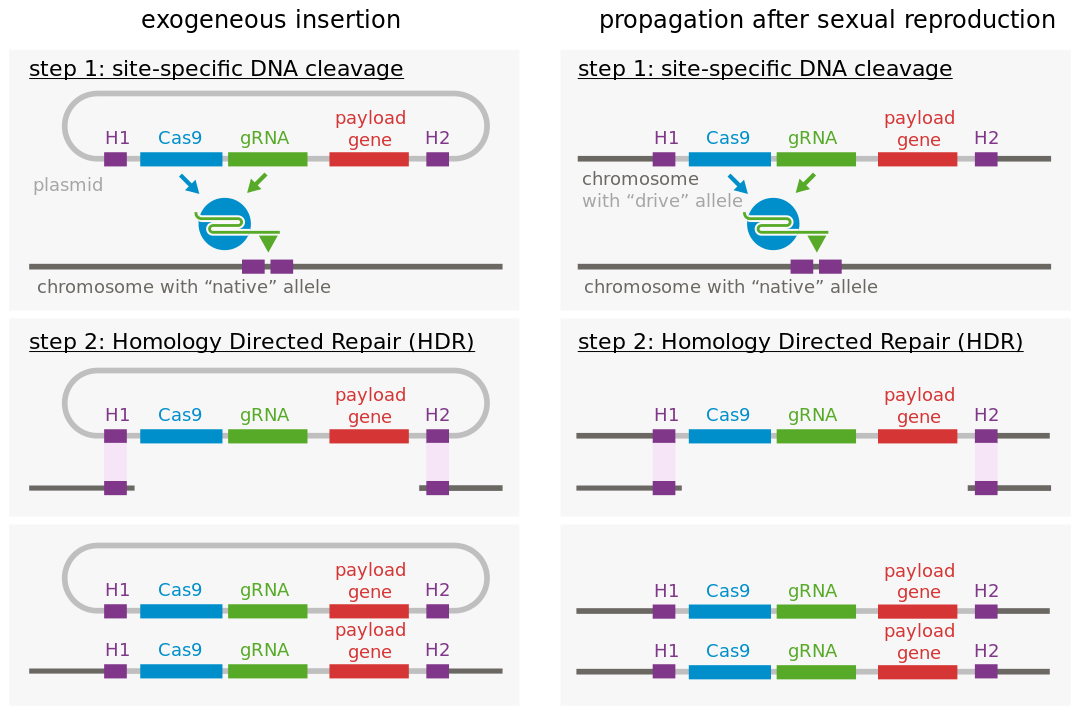 exogeneous insertion
propagation after sexual reproduction
step 1: site-specific DNA cleavage
payload
H1 Cas9 gRNA gene H2
plasmid
chromosome with “native” allele
step 1: site-specific DNA cleavage
payload
H1 Cas9 gRNA gene H2
chromosome
with “drive” allele
chromosome with “native” allele
step 2: Homology Directed Repair (HDR)
payload
H1 Cas9 gRNA gene H2
step 2: Homology Directed Repair (HDR)
payload
H1 Cas9 gRNA gene H2
payload
H1 Cas9 gRNA gene H2
payload
H1 Cas9 gRNA gene H2
payload
H1 Cas9 gRNA gene H2
payload
H1 Cas9 gRNA gene H2